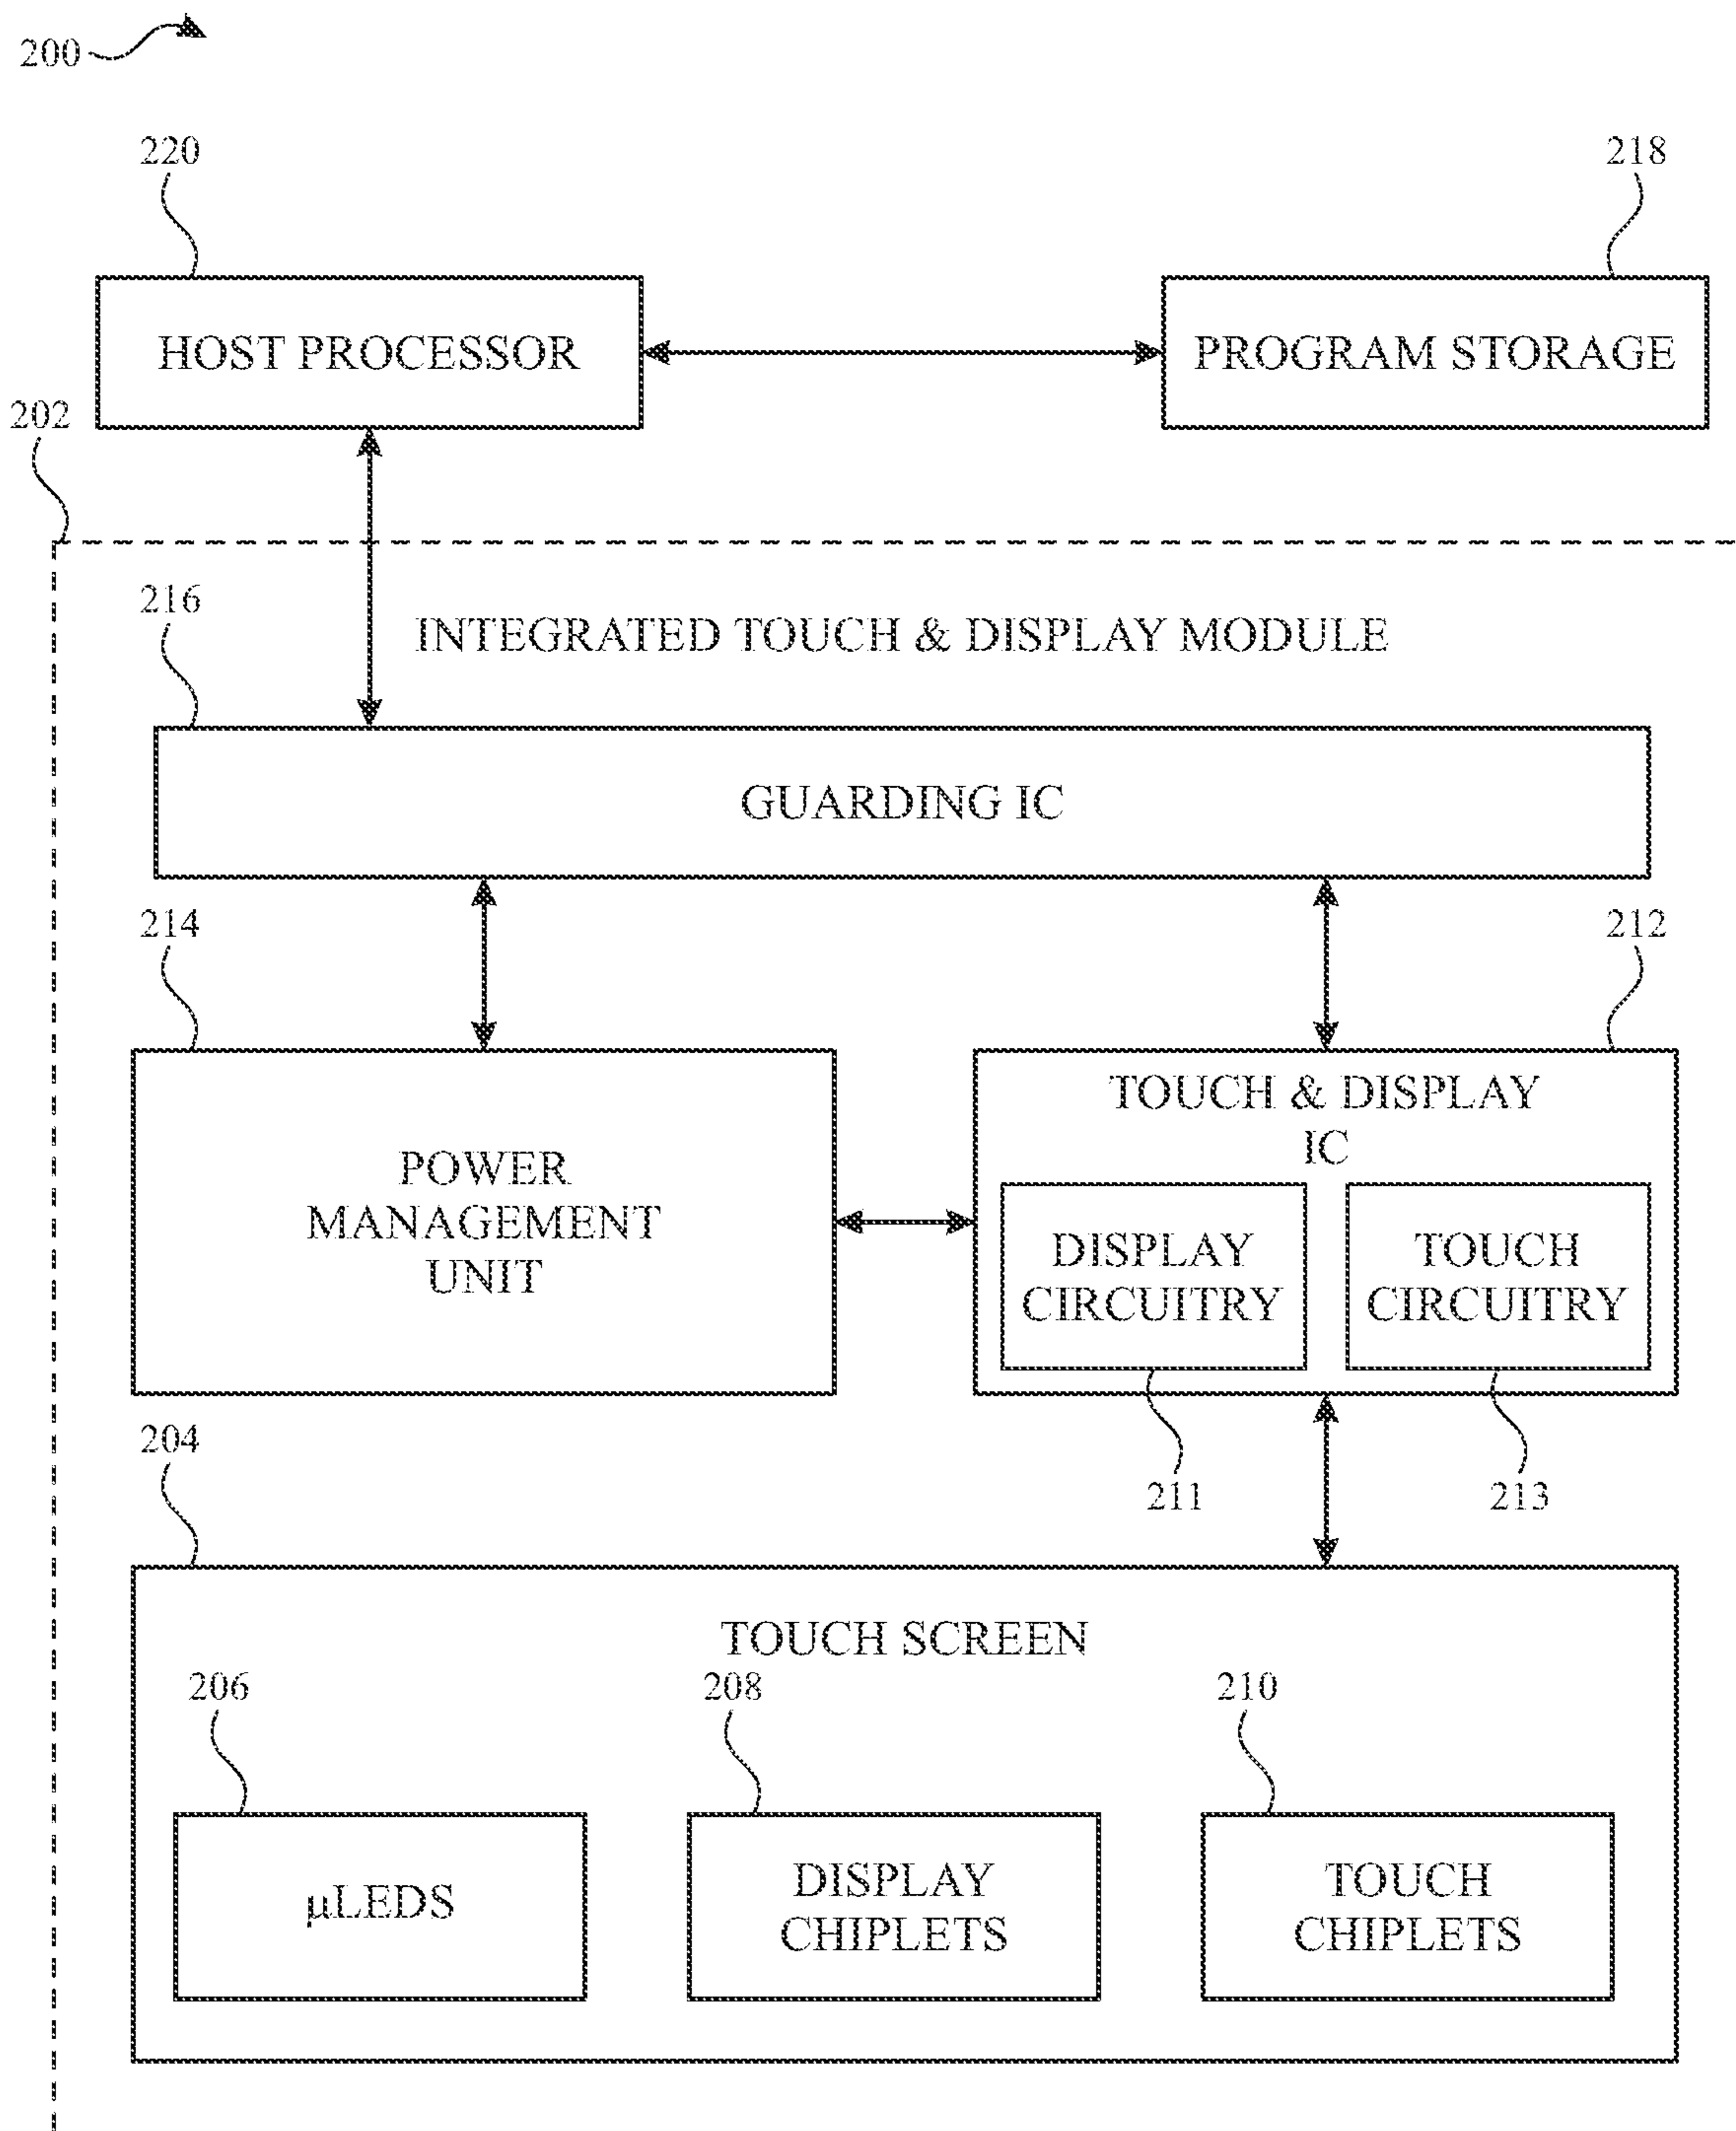 200
220
218
HOST PROCESSOR
PROGRAM STORAGE
202
216
INTEGRATED TOUCH & DISPLAY MODULE
GUARDING IC
214
212
TOUCH & DISPLAY
IC
POWER
MANAGEMENT
UNIT
DISPLAY
CIRCUITRY
TOUCH
CIRCUITRY
204
211
213
TOUCH SCREEN
206
208
210
µLEDS
DISPLAY
CHIPLETS
TOUCH
CHIPLETS